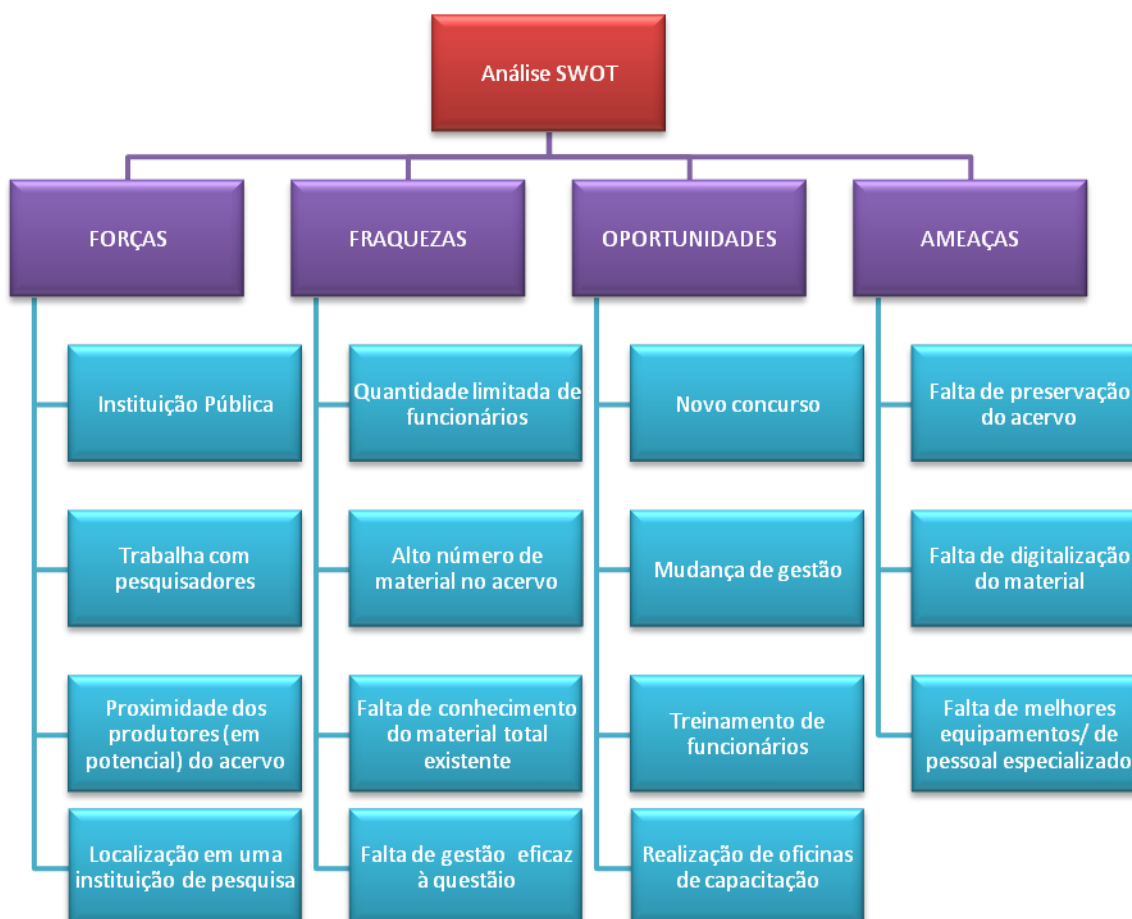 Análise SWOT
FORÇAS
FRAQUEZAS
OPORTUNIDADES
AMEAÇAS
Instituição Pública
Trabalha com
pesquisadores
Proximidade dos
produtores (em
potencial) do acervo
Localização em uma
instituição de pesquisa
Quantidade limitada de
funcionários
Alto número de
material no acervo
Falta de conhecimento
do material total
existente
Falta de gestão eficaz
à questãio
Novo concurso
Mudança de gestão
Treinamento de
funcionários
Realização de oficinas
de capacitação
Falta de preservação
do acervo
Falta de digitalização
do material
Falta de melhores
equipamentos/ de
pessoal especializado